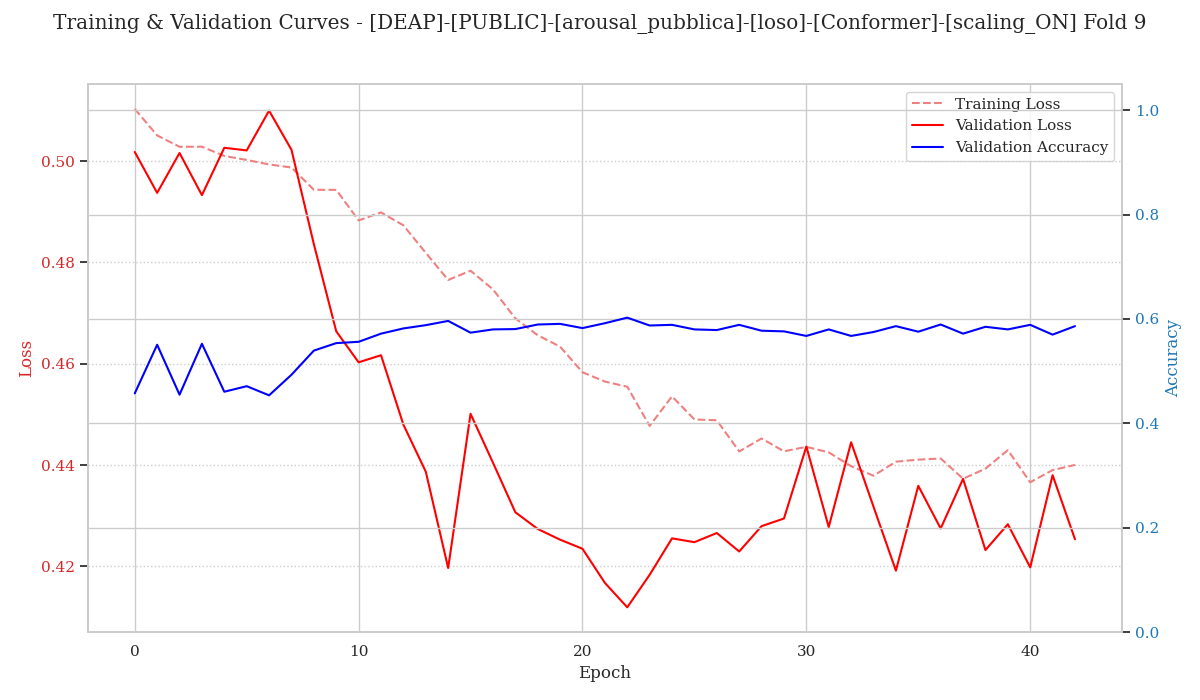 Training & Validation Curves - [DEAP]-[PUBLIC]-[arousal_pubblica]-[loso]-[Conformer]-[scaling_ON] Fold 9
Training Loss
Validation Loss
Validation Accuracy
0.50
0.48
0.46
0.44
0.42
Loss
1.0
0.8
0.6
0.4
0.2
0.0
Accuracy
0 10 20 30 40
Epoch